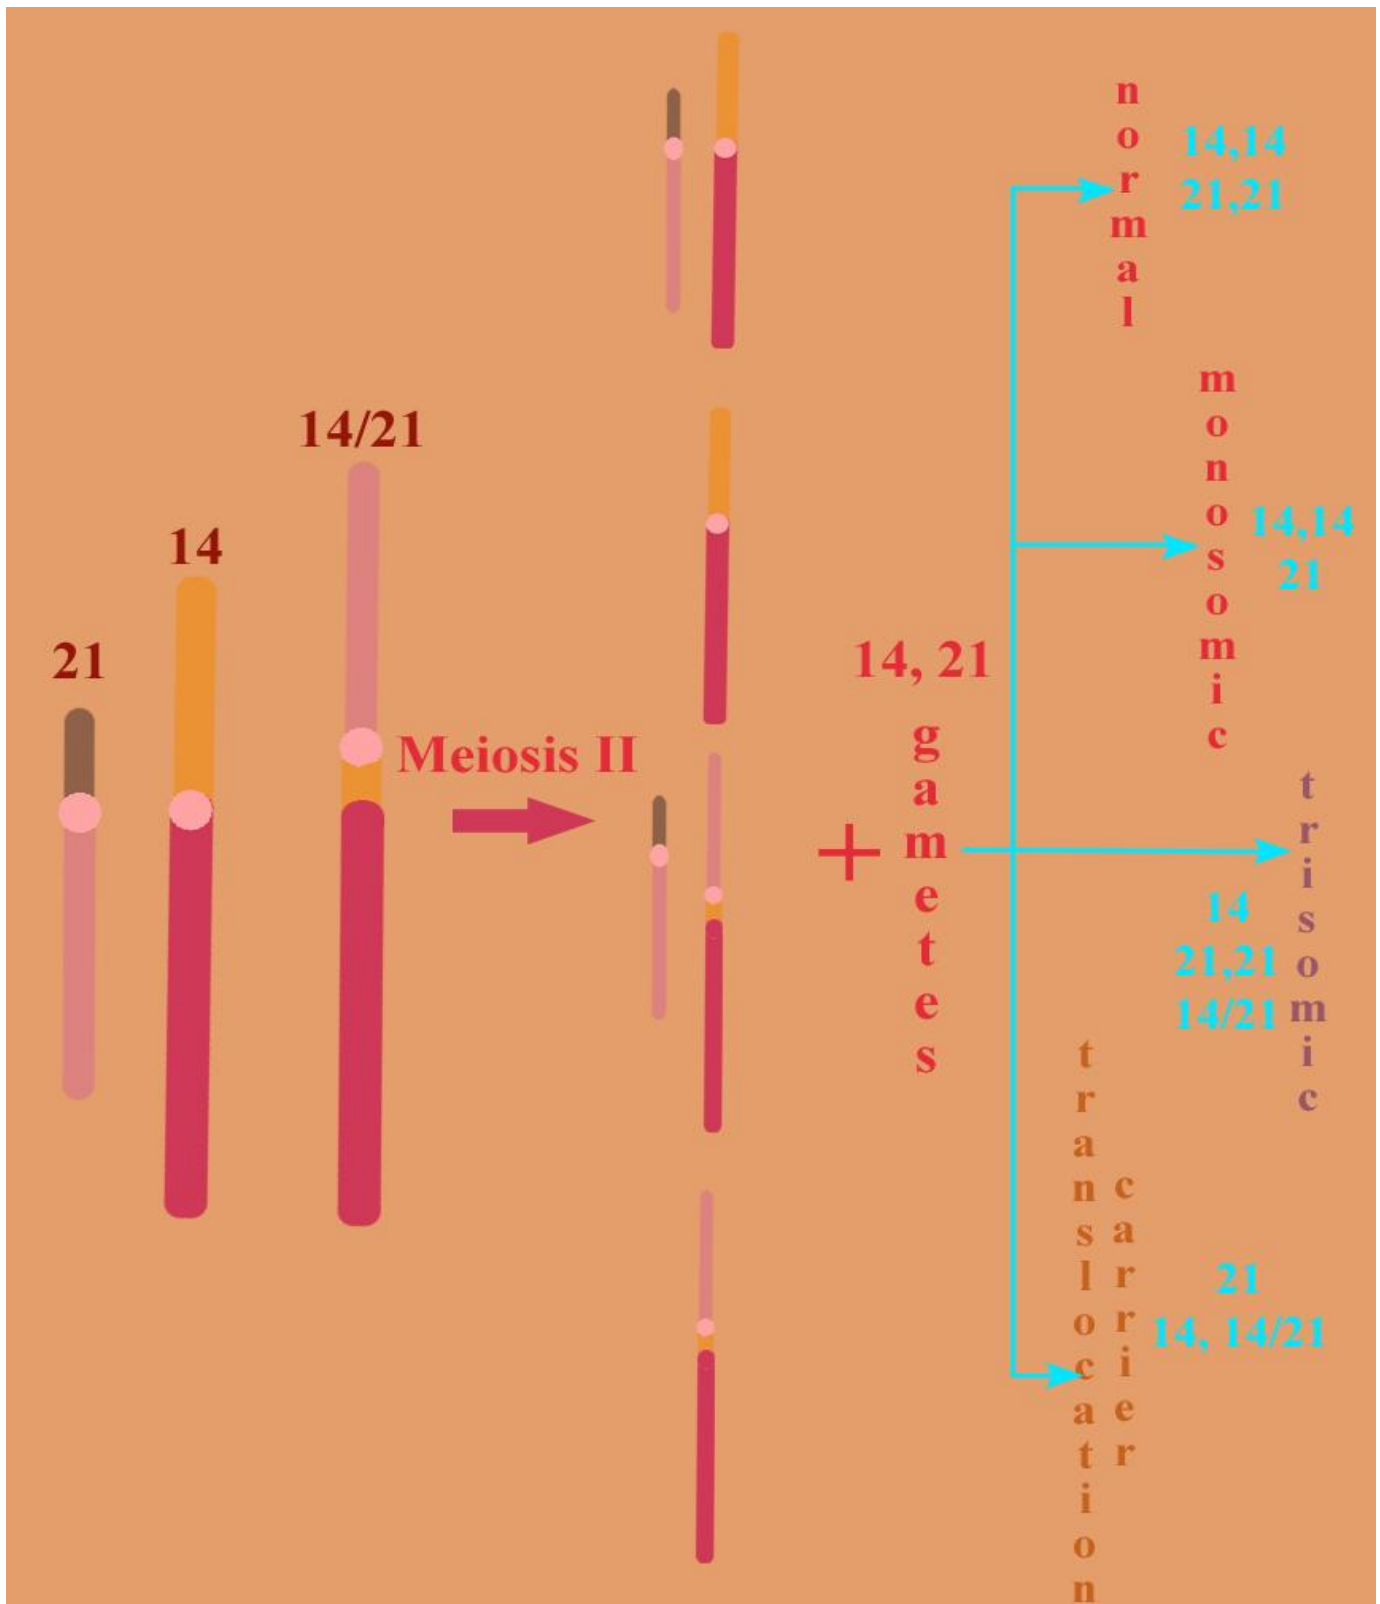 21
14
14/21
Meiosis II
14, 21
gametes
normal
14,14
21,21
monosomic
14,14
21
trisomic
14
21,21
14/21
translocation
carrier
21
14, 14/21